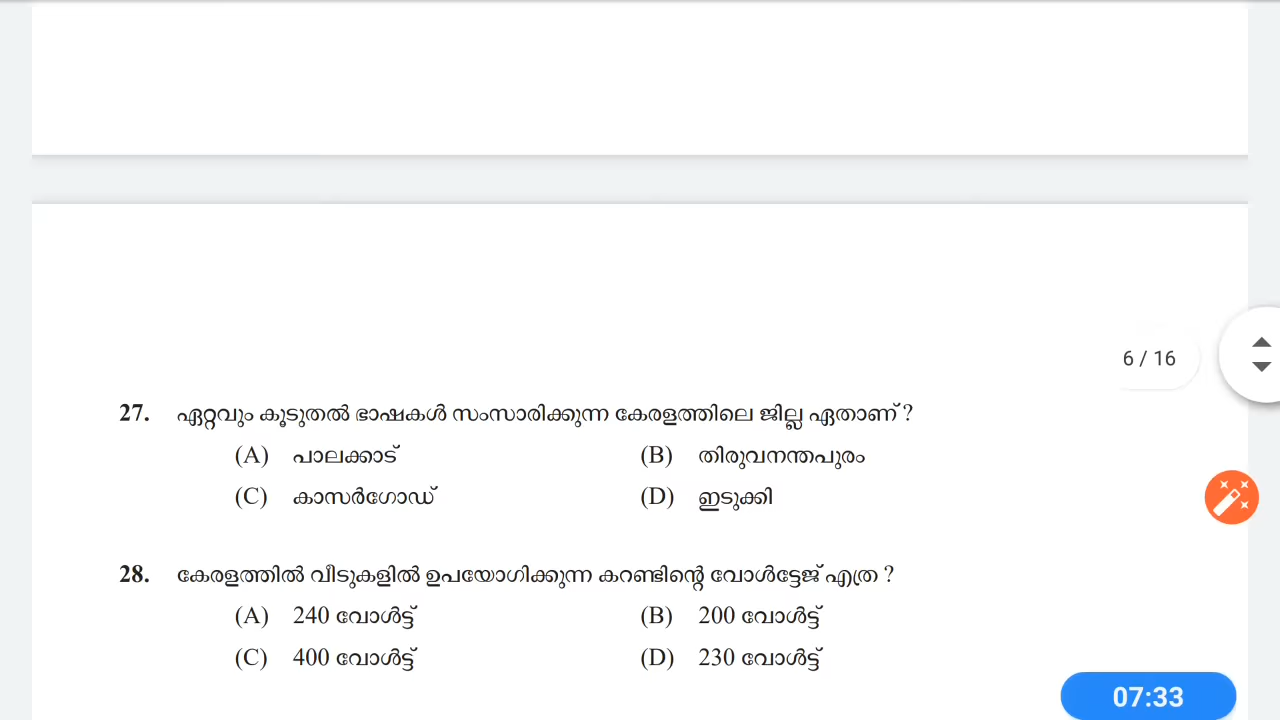 6 / 16
27. ഏറ്റവും കൂടുതൽ ഭാഷകൾ സംസാരിക്കുന്ന കേരളത്തിലെ ജില്ല ഏതാണ് ?
(A) പാലക്കാട് (B) തിരുവനന്തപുരം
(C) കാസർഗോഡ് (D) ഇടുക്കി
28. കേരളത്തിൽ വീടുകളിൽ ഉപയോഗിക്കുന്ന കറണ്ടിന്റെ വോൾട്ടേജ് എത്ര ?
(A) 240 വോൾട്ട് (B) 200 വോൾട്ട്
(C) 400 വോൾട്ട് (D) 230 വോൾട്ട്
07:33